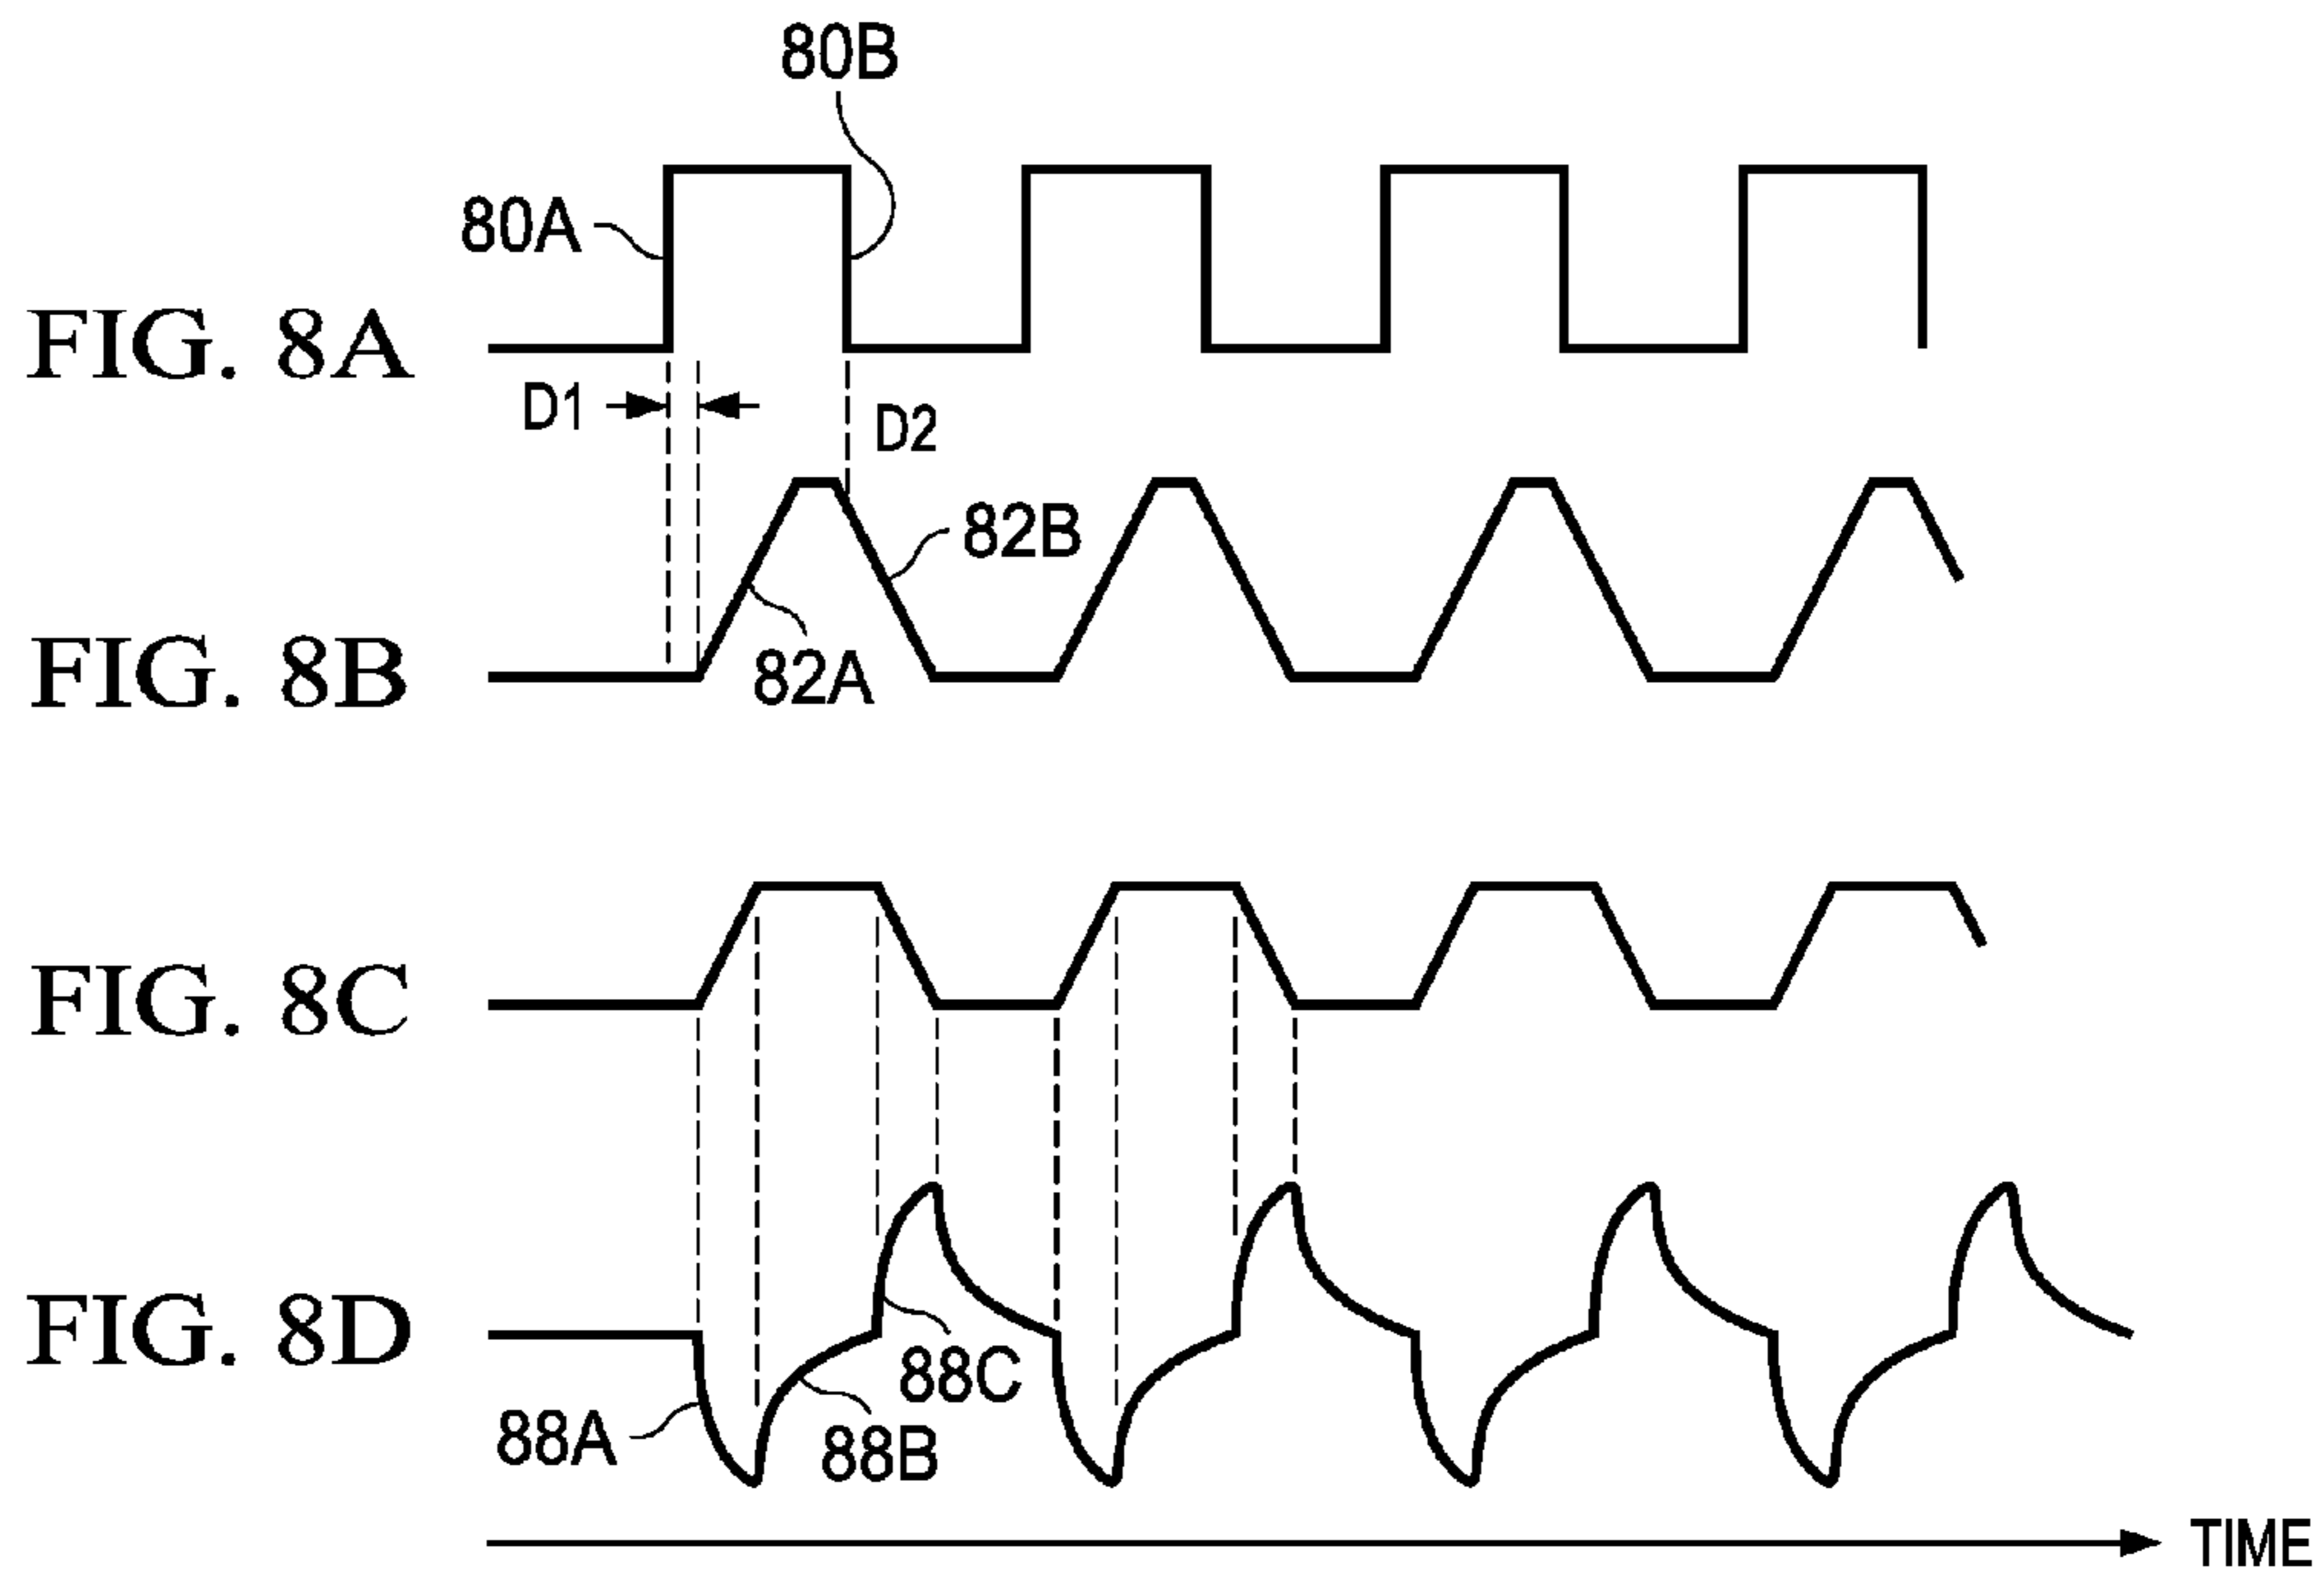 80B
80A
FIG. 8A
D1
D2
82B
FIG. 8B
82A
FIG. 8C
FIG. 8D
88C
88A
88B
TIME